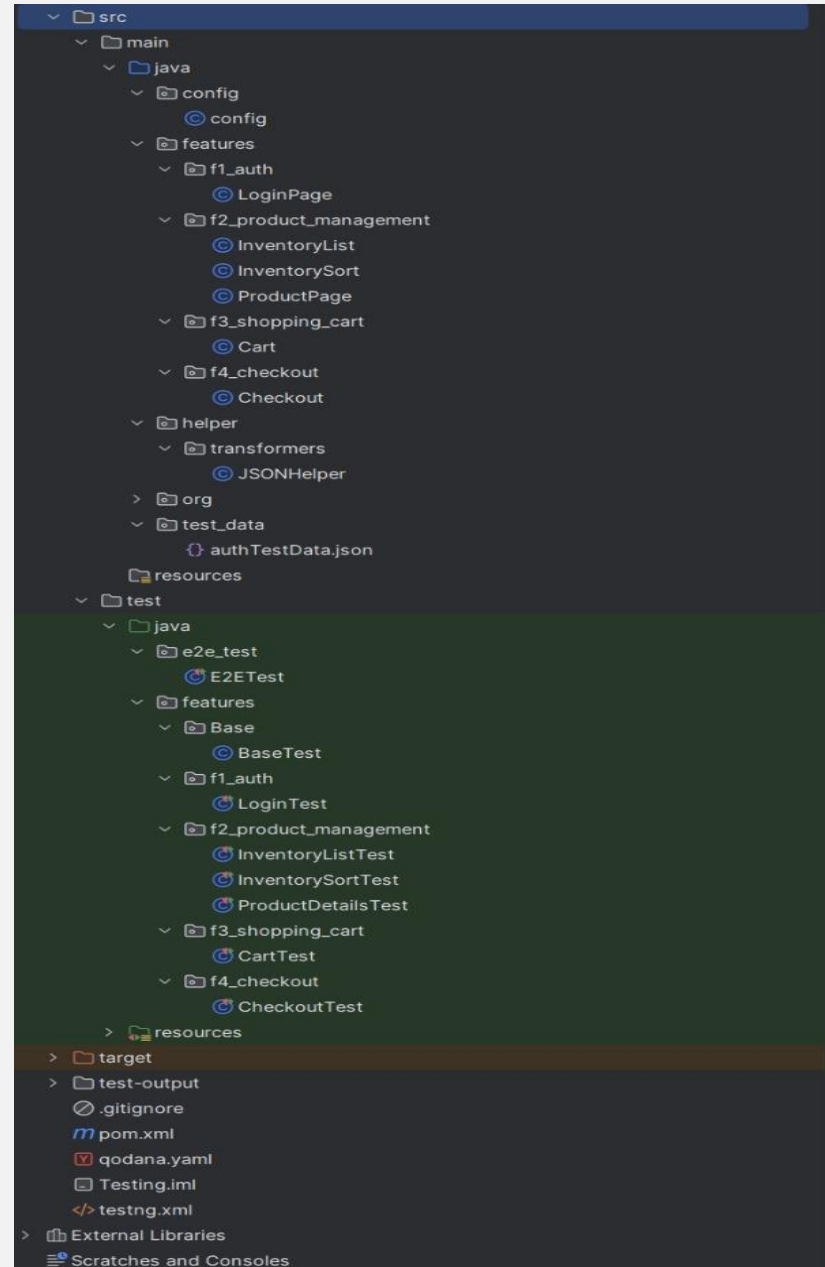 src
main
java
config
config
features
f1_auth
LoginPage
f2_product_management
InventoryList
InventorySort
ProductPage
f3_shopping_cart
Cart
f4_checkout
Checkout
helper
transformers
JSONHelper
org
test_data
authTestData.json
resources
test
java
e2e_test
E2ETest
features
Base
BaseTest
f1_auth
LoginTest
f2_product_management
InventoryListTest
InventorySortTest
ProductDetailsTest
f3_shopping_cart
CartTest
f4_checkout
CheckoutTest
resources
target
test-output
.gitignore
pom.xml
qodana.yaml
Testing.iml
testng.xml
External Libraries
Scratches and Consoles